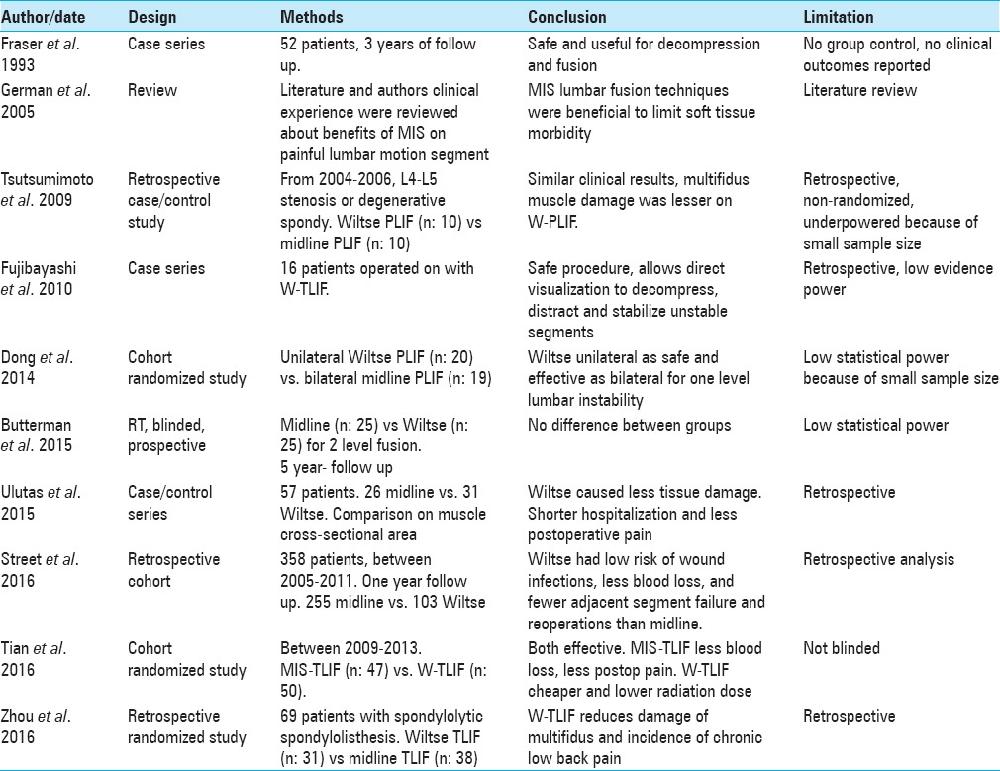 Author/date Design Methods Conclusion Limitation
Fraser et al. 1993 Case series 52 patients, 3 years of follow up. Safe and useful for decompression and fusion No group control, no clinical outcomes reported
German et al. 2005 Review Literature and authors clinical experience were reviewed about benefits of MIS on painful lumbar motion segment MIS lumbar fusion techniques were beneficial to limit soft tissue morbidity Literature review
Tsutsumimoto et al. 2009 Retrospective case/control study From 2004-2006, L4-L5 stenosis or degenerative spondy. Wiltse PLIF (n: 10) vs midline PLIF (n: 10) Similar clinical results, multifidus muscle damage was lesser on W-PLIF. Retrospective, non-randomized, underpowered because of small sample size
Fujibayashi et al. 2010 Case series 16 patients operated on with W-TLIF. Safe procedure, allows direct visualization to decompress, distract and stabilize unstable segments Retrospective, low evidence power
Dong et al. 2014 Cohort randomized study Unilateral Wiltse PLIF (n: 20) vs. bilateral midline PLIF (n: 19) Wiltse unilateral as safe and effective as bilateral for one level lumbar instability Low statistical power because of small sample size
Butterman et al. 2015 RT, blinded, prospective Midline (n: 25) vs Wiltse (n: 25) for 2 level fusion. 5 year- follow up No difference between groups Low statistical power
Ulutas et al. 2015 Case/control series 57 patients. 26 midline vs. 31 Wiltse. Comparison on muscle cross-sectional area Wiltse caused less tissue damage. Shorter hospitalization and less postoperative pain Retrospective
Street et al. 2016 Retrospective cohort 358 patients, between 2005-2011. One year follow up. 255 midline vs. 103 Wiltse Wiltse had low risk of wound infections, less blood loss, and fewer adjacent segment failure and reoperations than midline. Retrospective analysis
Tian et al. 2016 Cohort randomized study Between 2009-2013. MIS-TLIF (n: 47) vs. W-TLIF (n: 50). Both effective. MIS-TLIF less blood loss, less postop pain. W-TLIF cheaper and lower radiation dose Not blinded
Zhou et al. 2016 Retrospective randomized study 69 patients with spondylolytic spondylolisthesis. Wiltse TLIF (n: 31) vs midline TLIF (n: 38) W-TLIF reduces damage of multifidus and incidence of chronic low back pain Retrospective